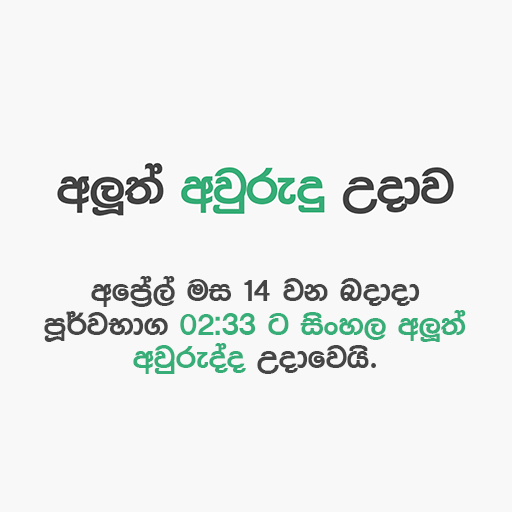 අලූත් අවුරුදු උදාව
අප්‍රේල් මස 14 වන බදාදා
පූර්වභාග 02:33 ට සිංහල අලූත්
අවුරුද්ද උදාවෙයි.